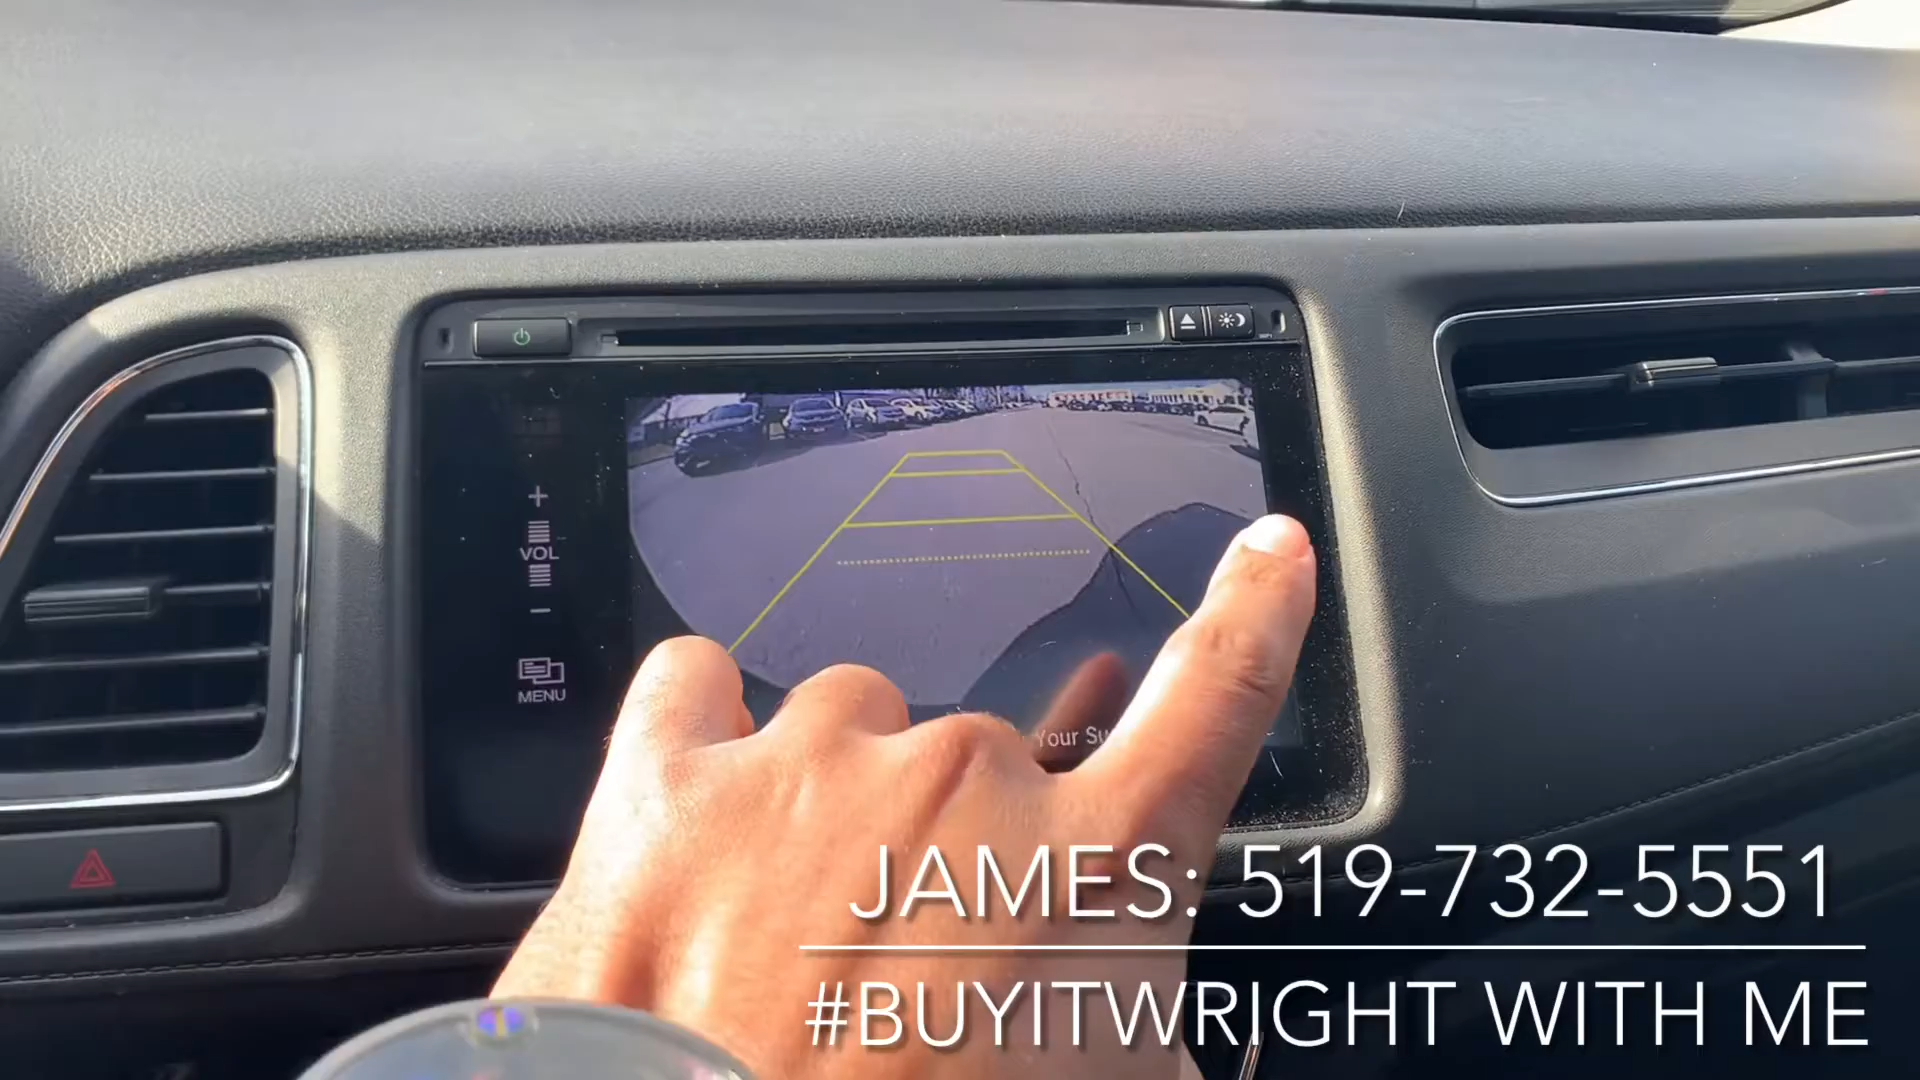 +
VOL
−
MENU
Your Su
JAMES: 519-732-5551
#BUYITWRIGHT WITH ME